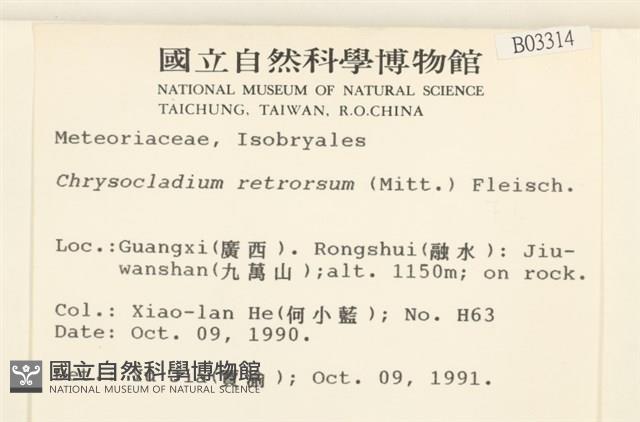 B03314
國立自然科學博物館
NATIONAL MUSEUM OF NATURAL SCIENCE
TAICHUNG, TAIWAN, R.O.CHINA
Meteoriaceae, Isobryales
Chrysocladium retrorsum (Mitt.) Fleisch.
Loc.:Guangxi(廣西). Rongshui(融水): Jiu-
wanshan(九萬山);alt. 1150m; on rock.
Col.: Xiao-lan He(何小藍); No. H63
Date: Oct. 09, 1990.
); Oct. 09, 1991.
國立自然科學博物館
NATIONAL MUSEUM OF NATURAL SCIENCE